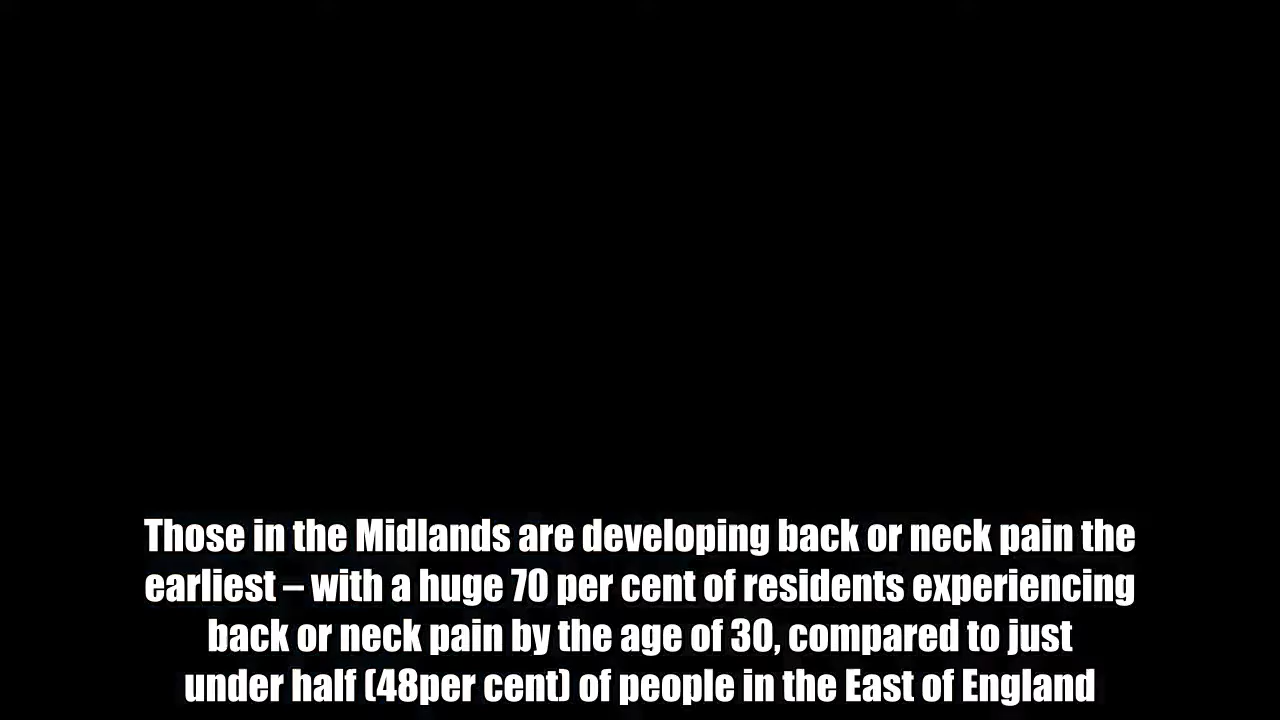 Those in the Midlands are developing back or neck pain the
earliest – with a huge 70 per cent of residents experiencing
back or neck pain by the age of 30, compared to just
under half (48per cent) of people in the East of England